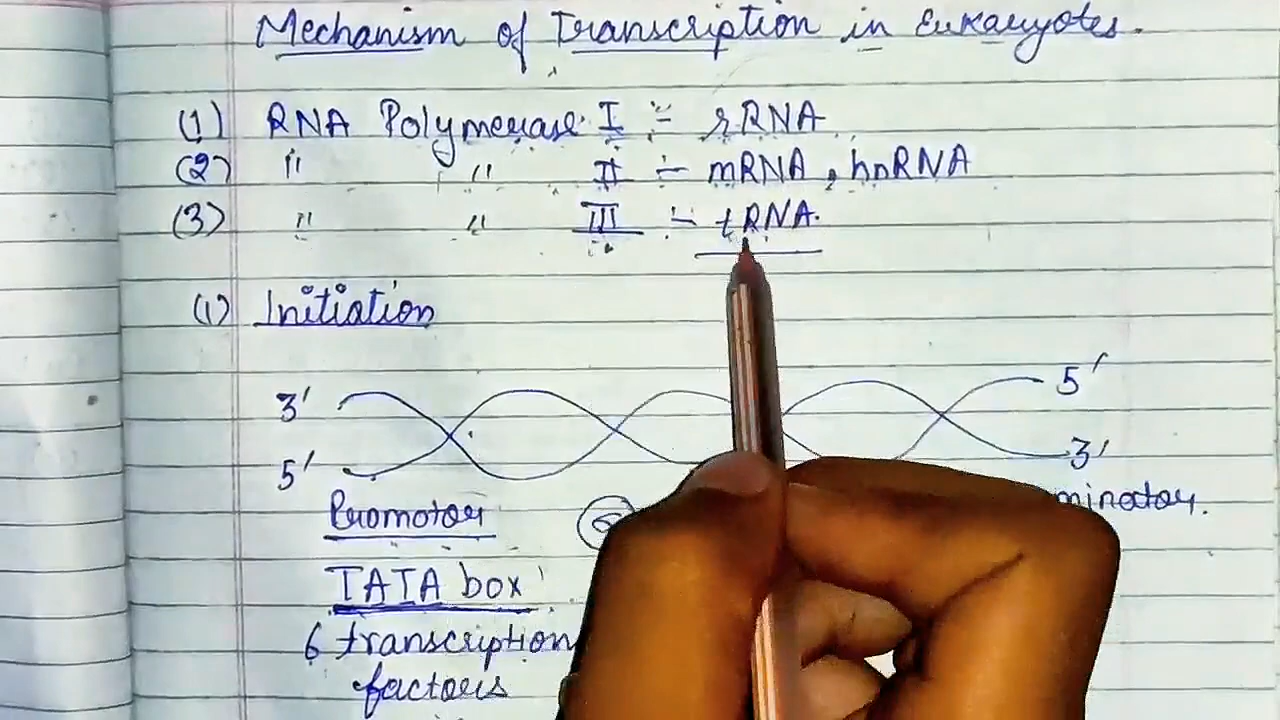 Mechanism of Transcription in Eukaryotes.
(1) RNA Polymerase I :- rRNA
(2) " " II :- mRNA, hnRNA
(3) " " III :- tRNA.
(1) Initiation
3' 5'
5' 3'
Promotor minator.
TATA box
6 transcription
factors